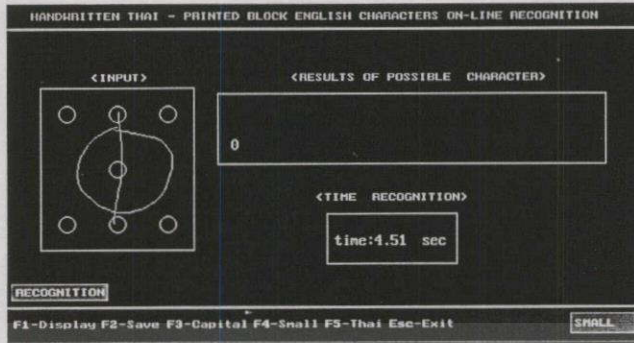 HANDWRITTEN THAI - PRINTED BLOCK ENGLISH CHARACTERS ON-LINE RECOGNITION
<INPUT>
<RESULTS OF POSSIBLE CHARACTER>
0
<TIME RECOGNITION>
time:4.51 sec
RECOGNITION
F1-Display F2-Save F3-Capital F4-Small F5-Thai Esc-Exit
SMALL